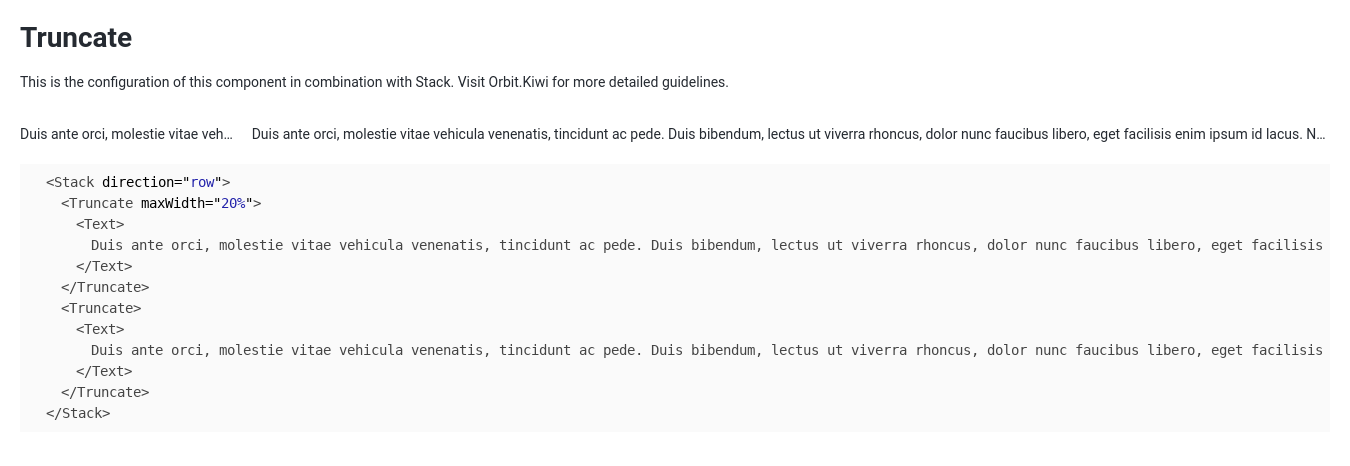 Truncate
This is the configuration of this component in combination with Stack. Visit Orbit.Kiwi for more detailed guidelines.
Duis ante orci, molestie vitae veh… Duis ante orci, molestie vitae vehicula venenatis, tincidunt ac pede. Duis bibendum, lectus ut viverra rhoncus, dolor nunc faucibus libero, eget facilisis enim ipsum id lacus. N…
<Stack direction="row">
<Truncate maxWidth="20%">
<Text>
Duis ante orci, molestie vitae vehicula venenatis, tincidunt ac pede. Duis bibendum, lectus ut viverra rhoncus, dolor nunc faucibus libero, eget facilisis
</Text>
</Truncate>
<Truncate>
<Text>
Duis ante orci, molestie vitae vehicula venenatis, tincidunt ac pede. Duis bibendum, lectus ut viverra rhoncus, dolor nunc faucibus libero, eget facilisis
</Text>
</Truncate>
</Stack>